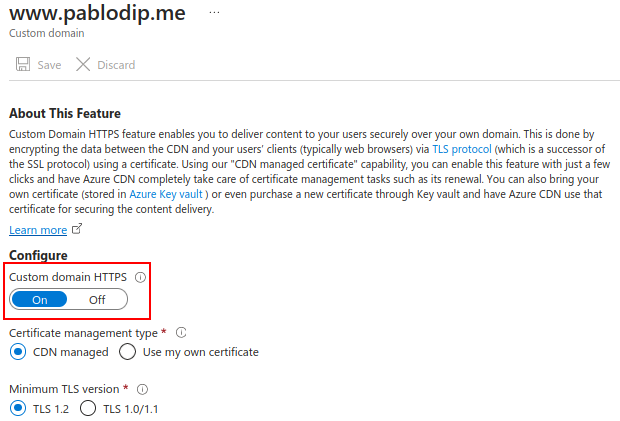 www.pablodip.me ...
Custom domain
Save Discard
About This Feature
Custom Domain HTTPS feature enables you to deliver content to your users securely over your own domain. This is done by
encrypting the data between the CDN and your users' clients (typically web browsers) via TLS protocol (which is a successor of
the SSL protocol) using a certificate. Using our "CDN managed certificate" capability, you can enable this feature with just a few
clicks and have Azure CDN completely take care of certificate management tasks such as its renewal. You can also bring your
own certificate (stored in Azure Key vault ) or even purchase a new certificate through Key vault and have Azure CDN use that
certificate for securing the content delivery.
Learn more
Configure
Custom domain HTTPS
On Off
Certificate management type *
CDN managed Use my own certificate
Minimum TLS version *
TLS 1.2 TLS 1.0/1.1